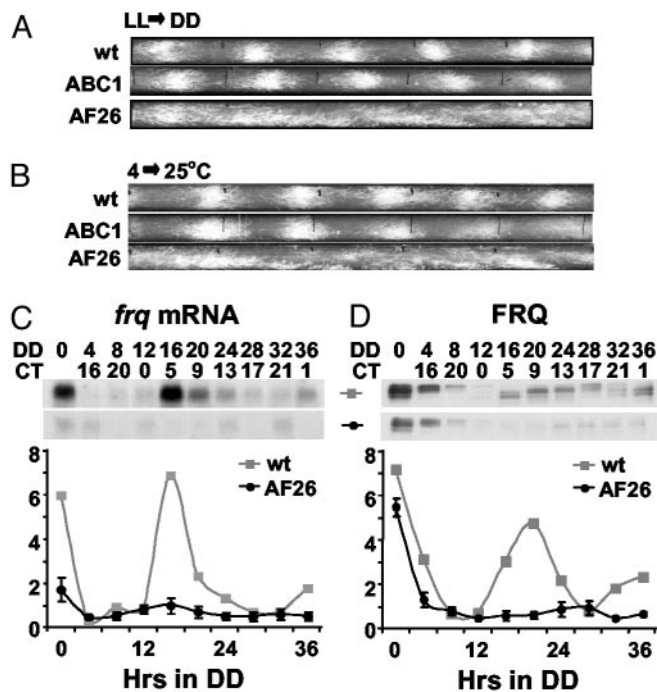 A
LL➡DD
wt
ABC1
AF26
B
4➡25°C
wt
ABC1
AF26
C
frq mRNA
DD 0 4 8 12 16 20 24 28 32 36
CT 16 20 0 5 9 13 17 21 1
8
6
4
2
0
wt
AF26
0 12 24 36
Hrs in DD
D
FRQ
DD 0 4 8 12 16 20 24 28 32 36
CT 16 20 0 5 9 13 17 21 1
8
6
4
2
0
wt
AF26
0 12 24 36
Hrs in DD